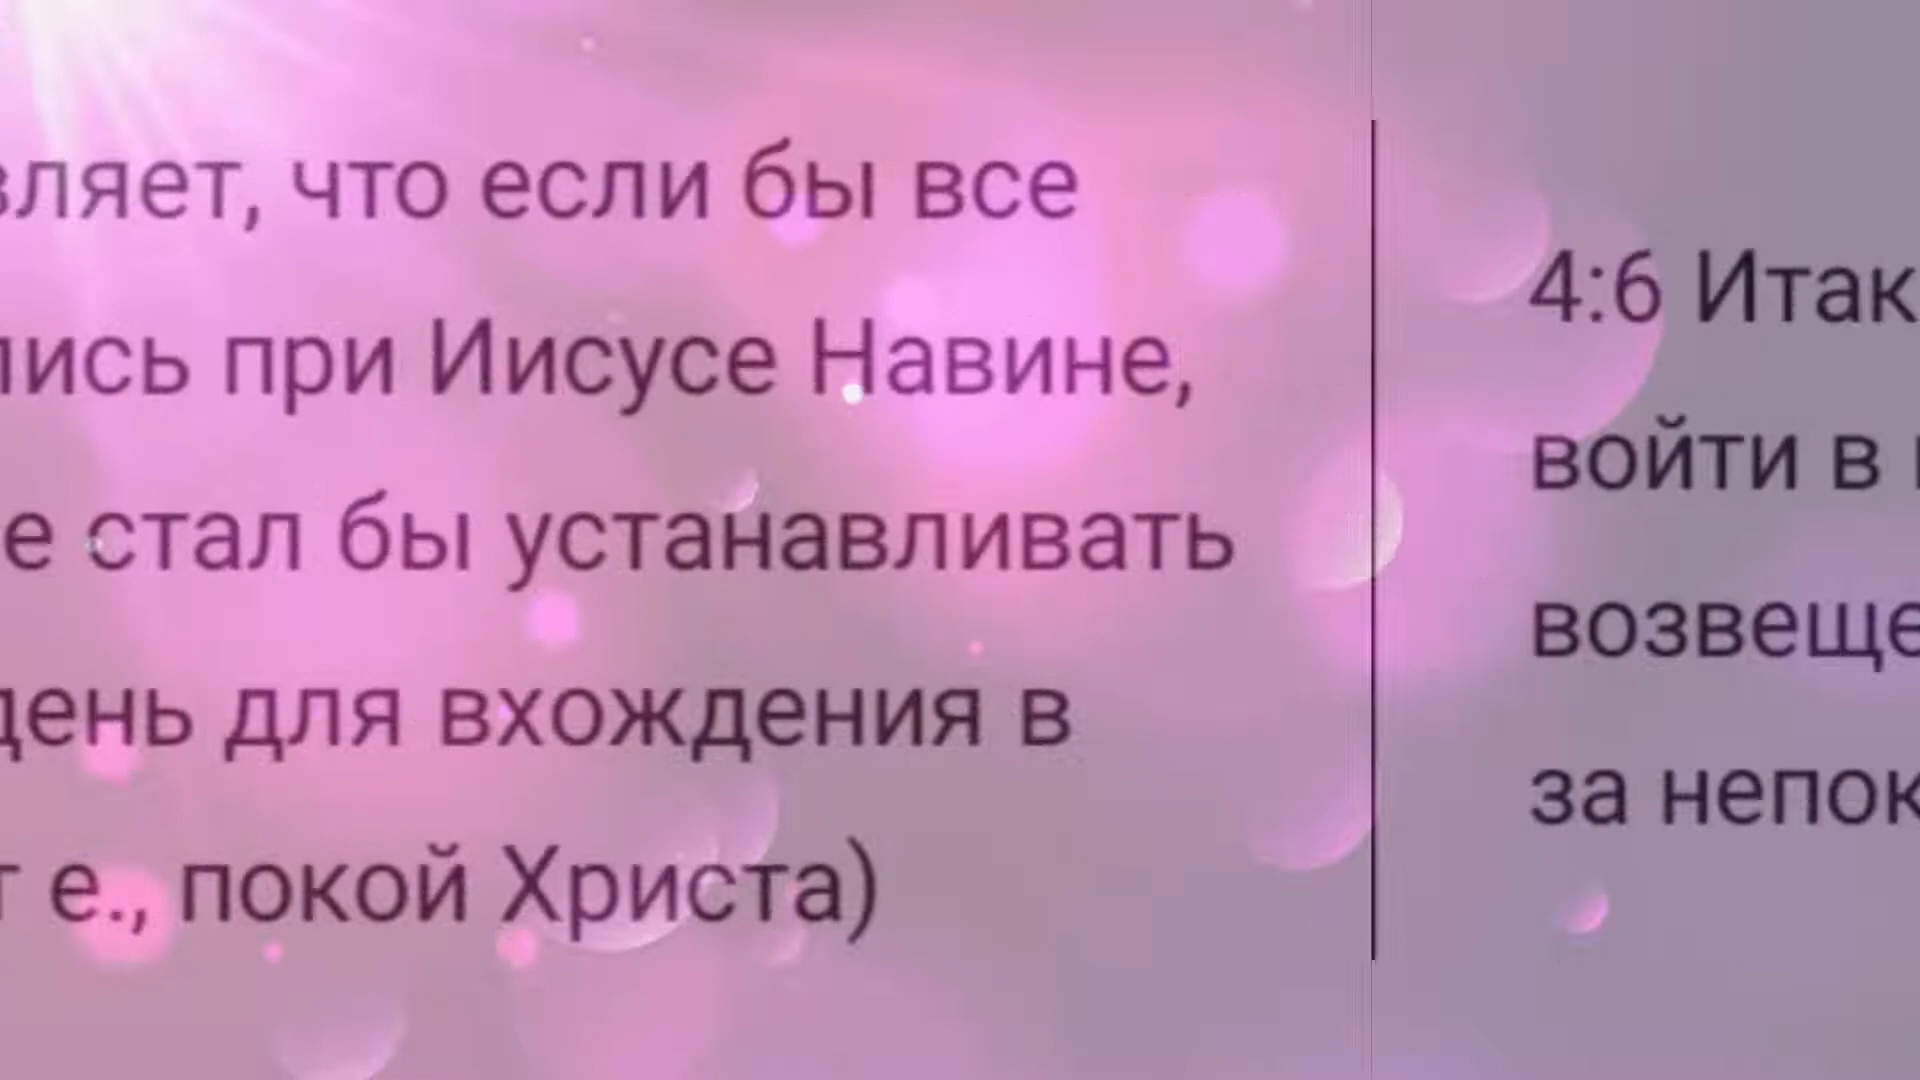 вляет, что если бы все
лись при Иисусе Навине,
е стал бы устанавливать
день для вхождения в
т е., покой Христа)
4:6 Итак
войти в
возвеще
за непок